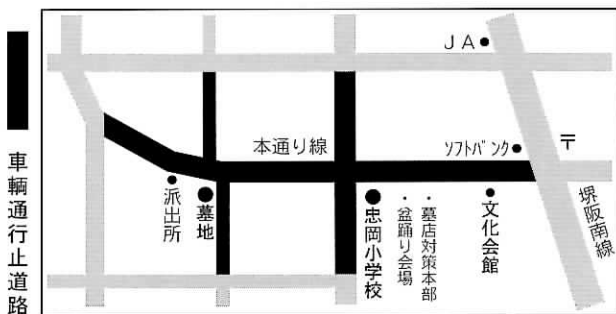 車輌通行止道路
JA
本通り線
ソフトバンク
〒
派出所
墓地
忠岡小学校
・盆踊り会場
・墓店対策本部
文化会館
堺阪南線